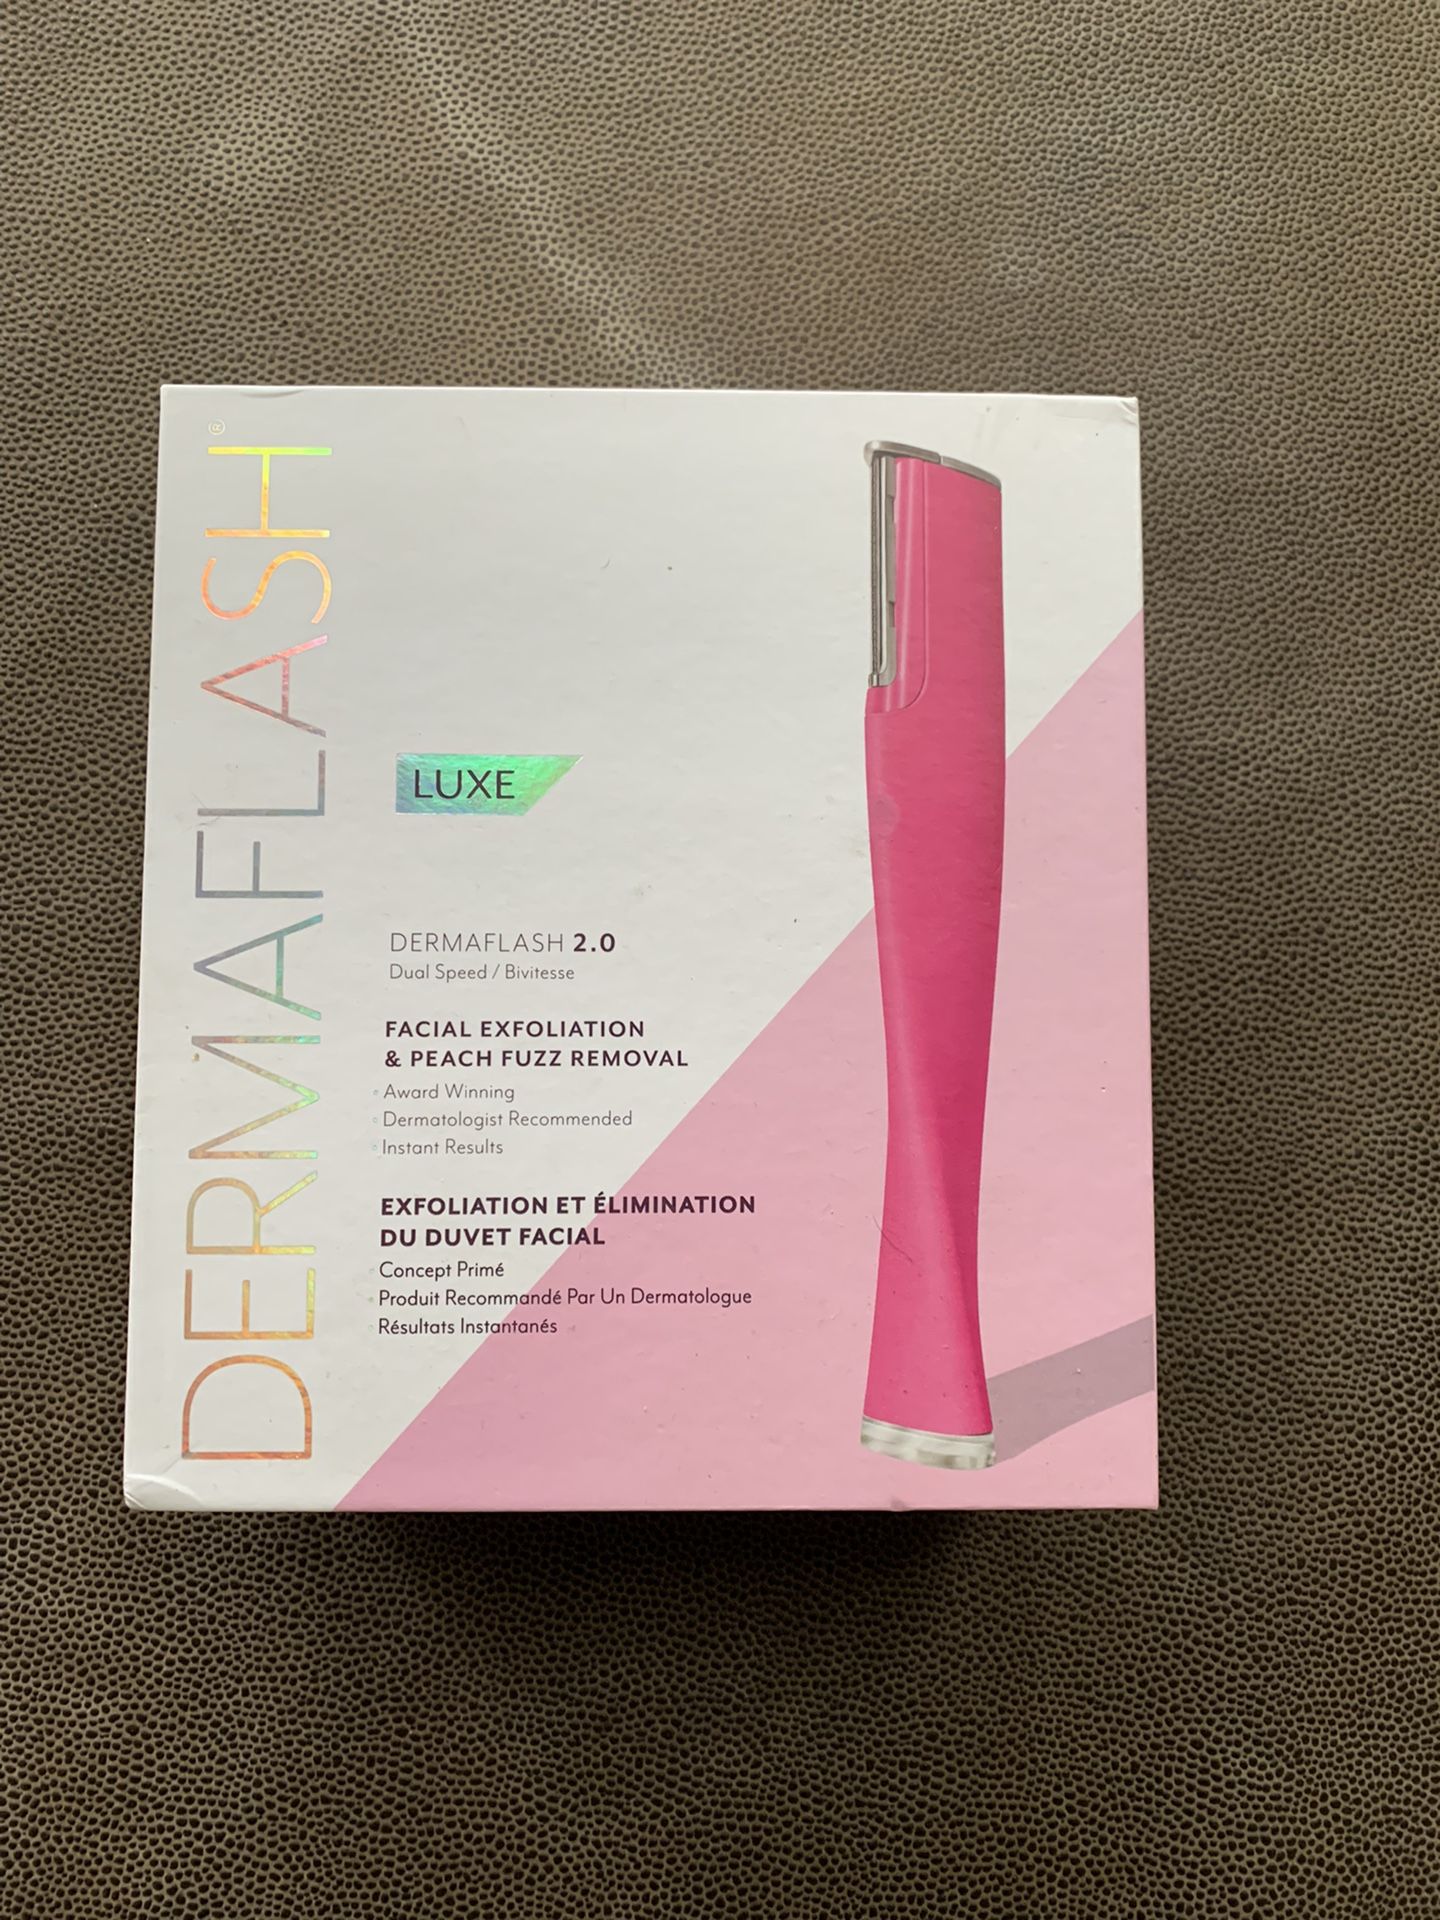 DERMAFLASH®
LUXE
DERMAFLASH 2.0
Dual Speed / Bivitesse
FACIAL EXFOLIATION
& PEACH FUZZ REMOVAL
· Award Winning
· Dermatologist Recommended
· Instant Results
EXFOLIATION ET ÉLIMINATION
DU DUVET FACIAL
· Concept Primé
· Produit Recommandé Par Un Dermatologue
· Résultats Instantanés